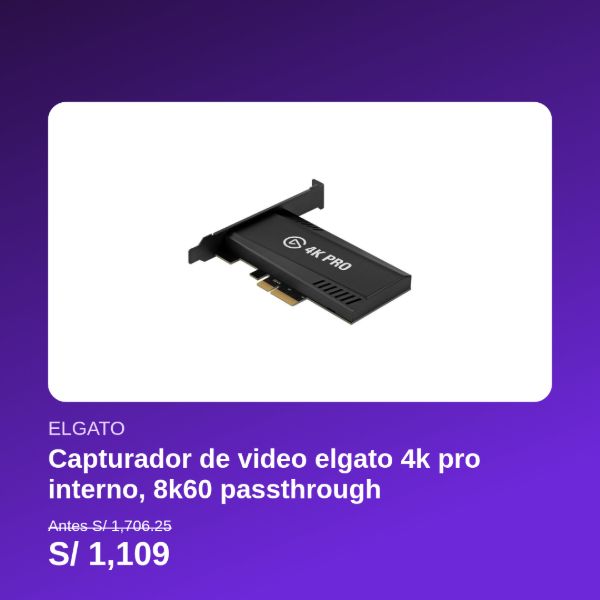 4K PRO
ELGATO
Capturador de video elgato 4k pro
interno, 8k60 passthrough
Antes S/ 1,706.25
S/ 1,109